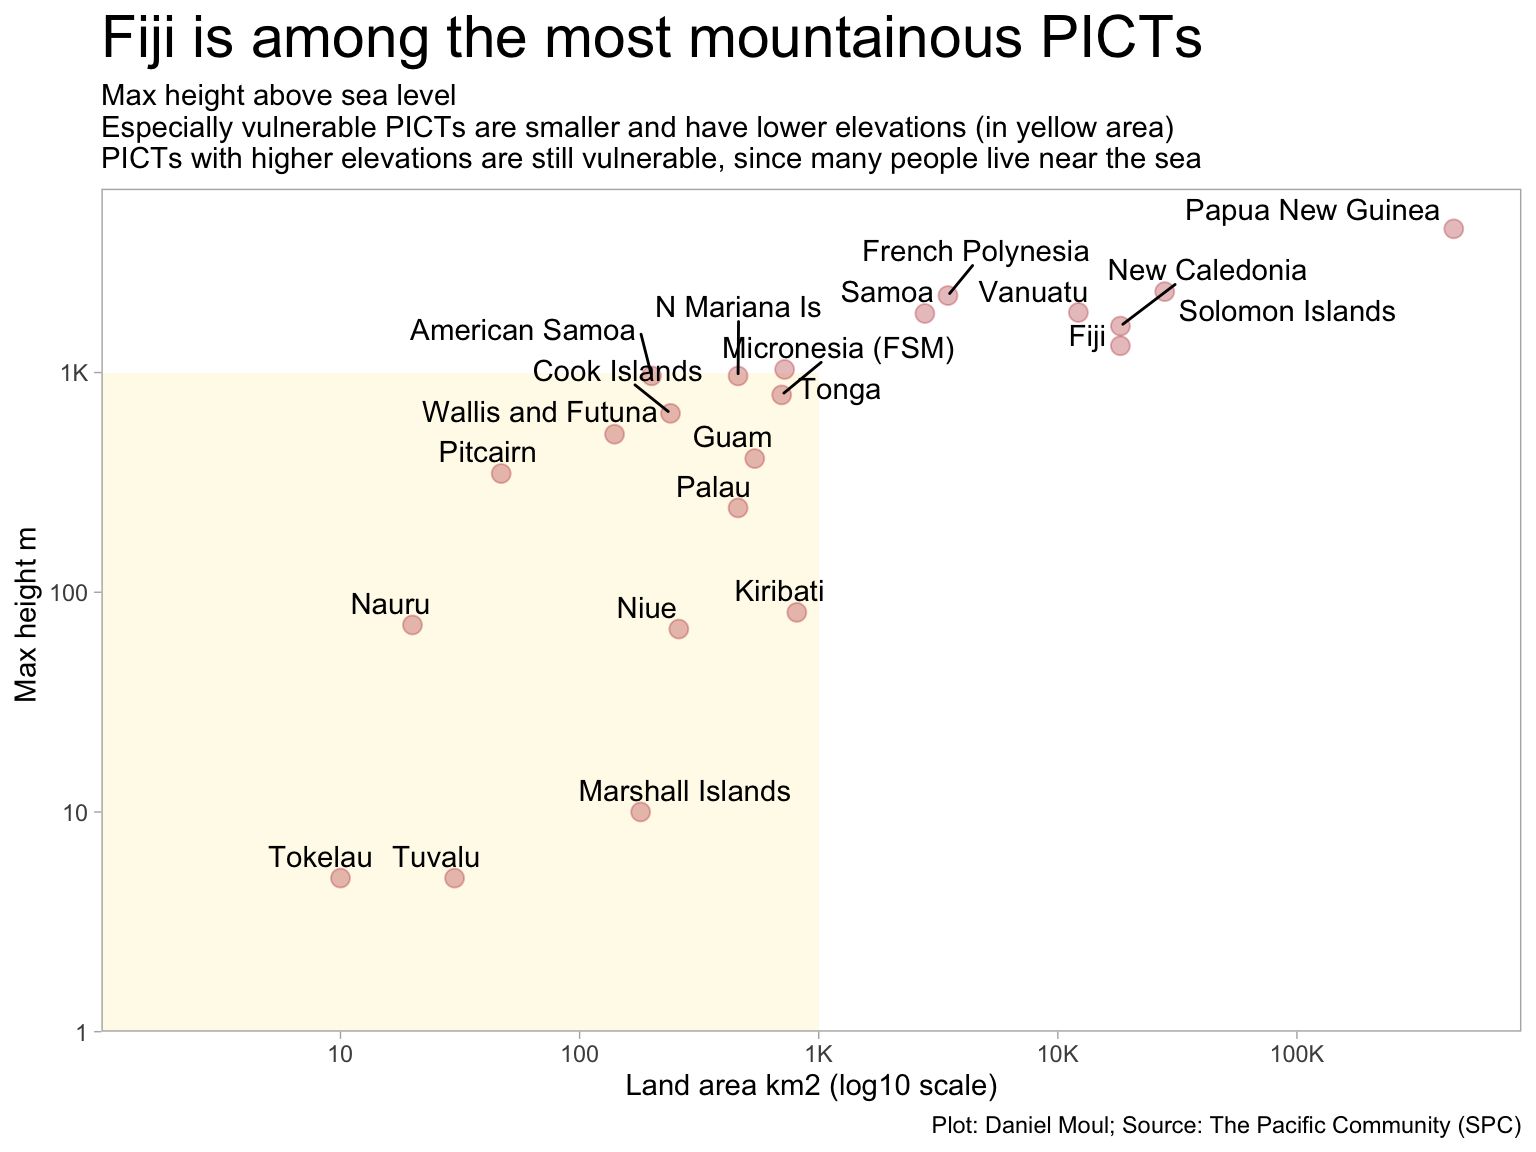 Fiji is among the most mountainous PICTs
Max height above sea level
Especially vulnerable PICTs are smaller and have lower elevations (in yellow area)
PICTs with higher elevations are still vulnerable, since many people live near the sea
Papua New Guinea
French Polynesia
New Caledonia
Samoa
Vanuatu
N Mariana Is
Solomon Islands
American Samoa
Fiji
Micronesia (FSM)
Cook Islands
1K
Tonga
Wallis and Futuna
Guam
Pitcairn
Palau
Max height m
100
Kiribati
Nauru
Niue
Marshall Islands
10
Tokelau
Tuvalu
1
10
100
1K
10K
100K
Land area km2 (log10 scale)
Plot: Daniel Moul; Source: The Pacific Community (SPC)